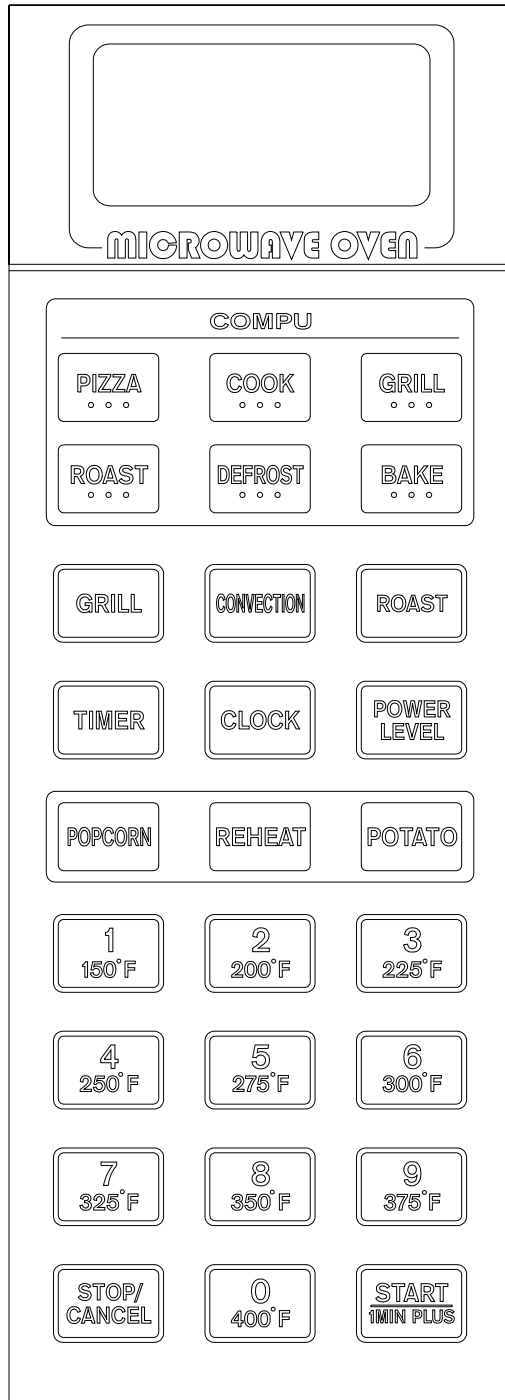 MICROWAVE OVEN
COMPU
PIZZA COOK GRILL
ROAST DEFROST BAKE
GRILL CONVECTION ROAST
TIMER CLOCK POWER LEVEL
POPCORN REHEAT POTATO
1 2 3
150°F 200°F 225°F
4 5 6
250°F 275°F 300°F
7 8 9
325°F 350°F 375°F
STOP/ 0 START
CANCEL 400°F 1MIN PLUS